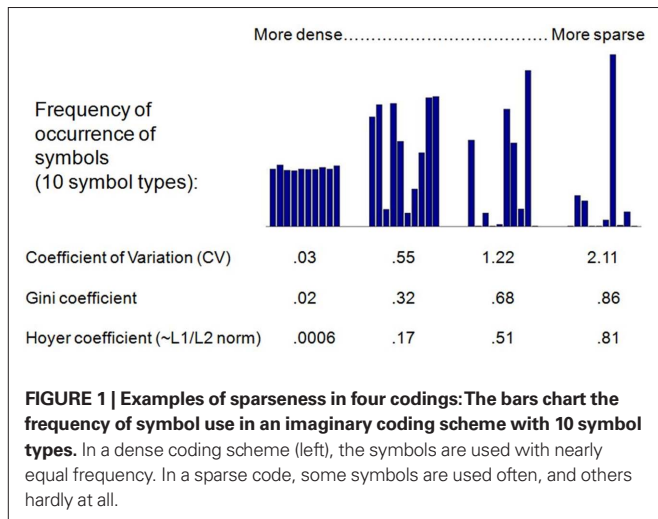 More dense................................. More sparse
Frequency of
occurrence of
symbols
(10 symbol types):
Coefficient of Variation (CV) .03 .55 1.22 2.11
Gini coefficient .02 .32 .68 .86
Hoyer coefficient (~L1/L2 norm) .0006 .17 .51 .81
FIGURE 1 | Examples of sparseness in four codings: The bars chart the
frequency of symbol use in an imaginary coding scheme with 10 symbol
types. In a dense coding scheme (left), the symbols are used with nearly
equal frequency. In a sparse code, some symbols are used often, and others
hardly at all.